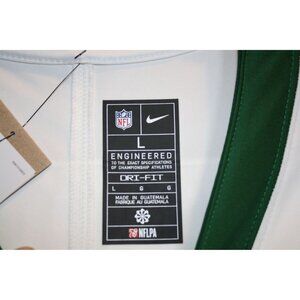 NFL
L
ENGINEERED
TO THE EXACT SPECIFICATIONS
OF CHAMPIONSHIP ATHLETES
DRI-FIT
L G G
MADE IN GUATEMALA
FABRIQUÉ AU GUATEMALA
NFLPA